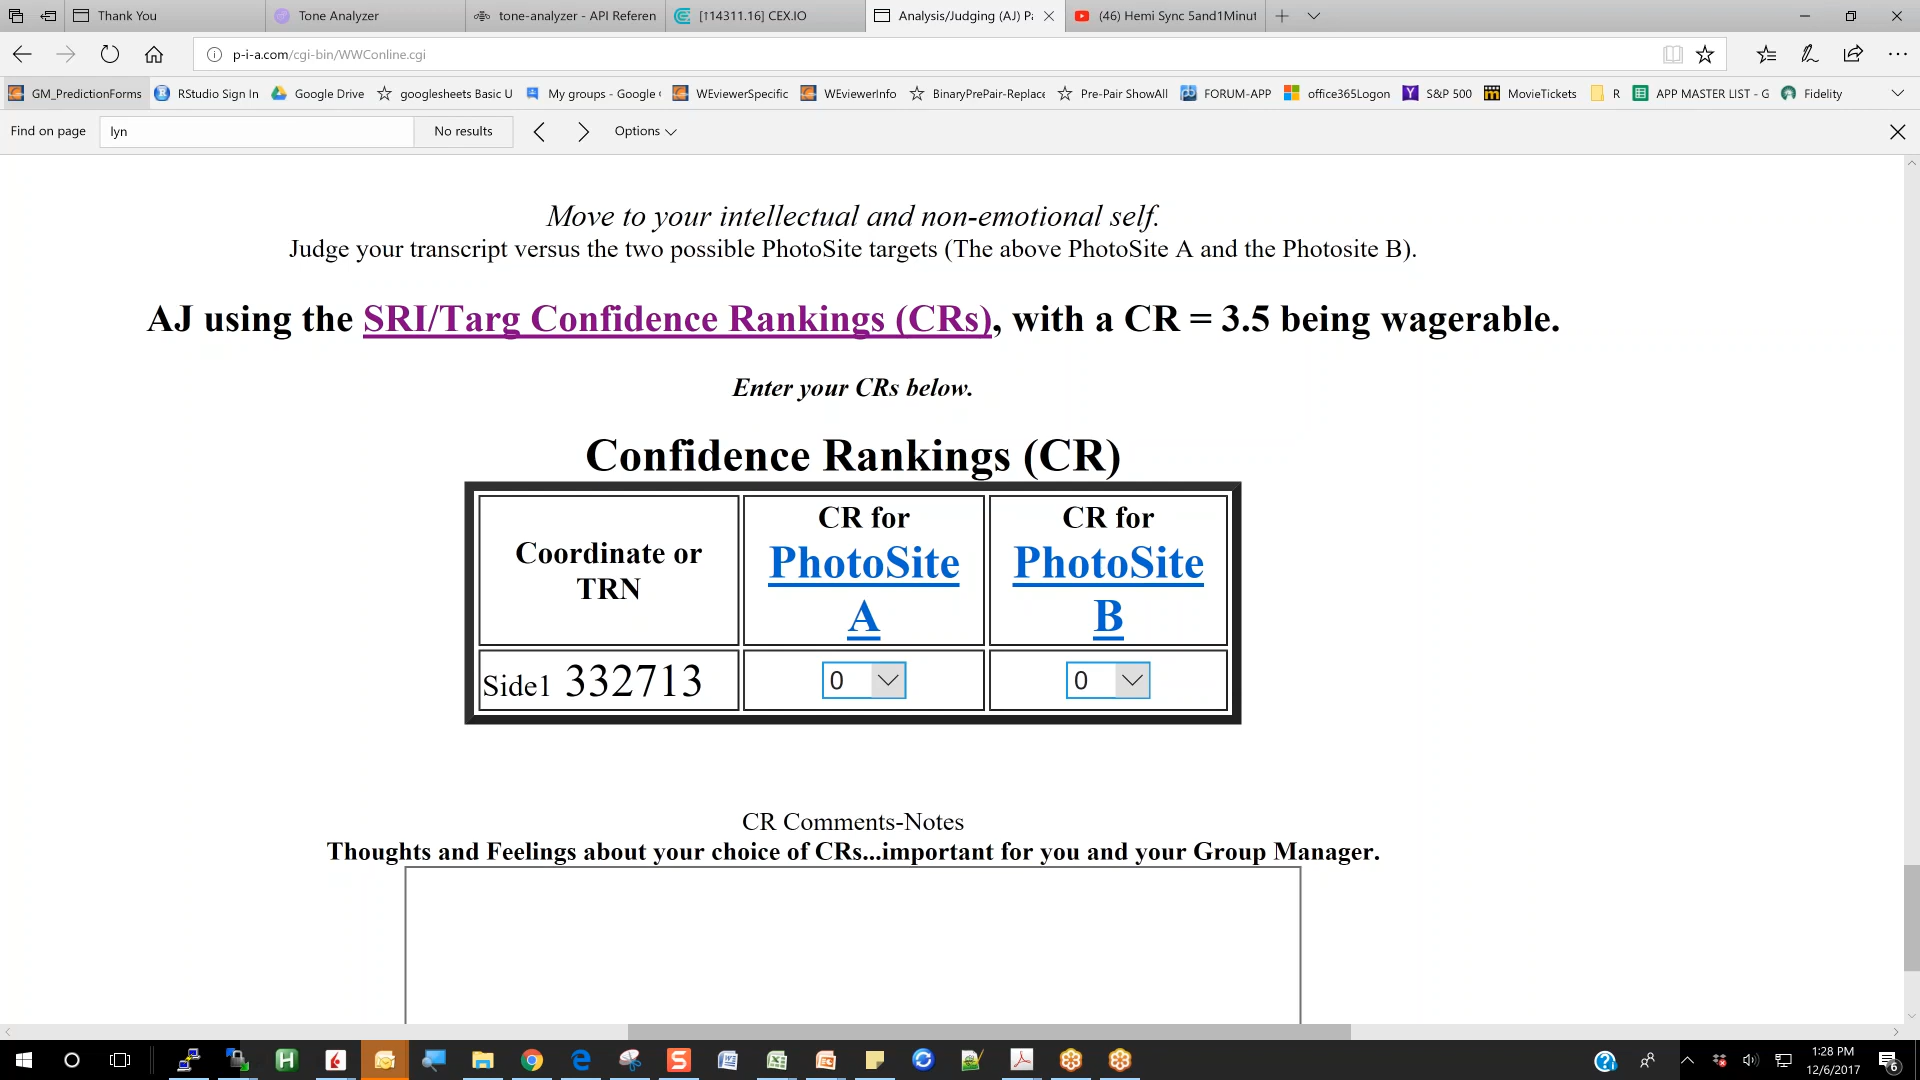 Thank You
Tone Analyzer
tone-analyzer - API Referen
[↑14311.16] CEX.IO
Analysis/Judging (AJ) Pa
(46) Hemi Sync 5and1Minut
p-i-a.com/cgi-bin/WWConline.cgi
GM_PredictionForms
RStudio Sign In
Google Drive
googlesheets Basic U
My groups - Google
WEviewerSpecific
WEviewerInfo
BinaryPrePair-Replace
Pre-Pair ShowAll
FORUM-APP
office365Logon
S&P 500
MovieTickets
R
APP MASTER LIST - G
Fidelity
Find on page
lyn
No results
Options
Move to your intellectual and non-emotional self.
Judge your transcript versus the two possible PhotoSite targets (The above PhotoSite A and the Photosite B).
AJ using the SRI/Targ Confidence Rankings (CRs), with a CR = 3.5 being wagerable.
Enter your CRs below.
Confidence Rankings (CR)
Coordinate or
TRN
CR for
PhotoSite
A
CR for
PhotoSite
B
Side1 332713
0
0
CR Comments-Notes
Thoughts and Feelings about your choice of CRs...important for you and your Group Manager.
1:28 PM
12/6/2017
6